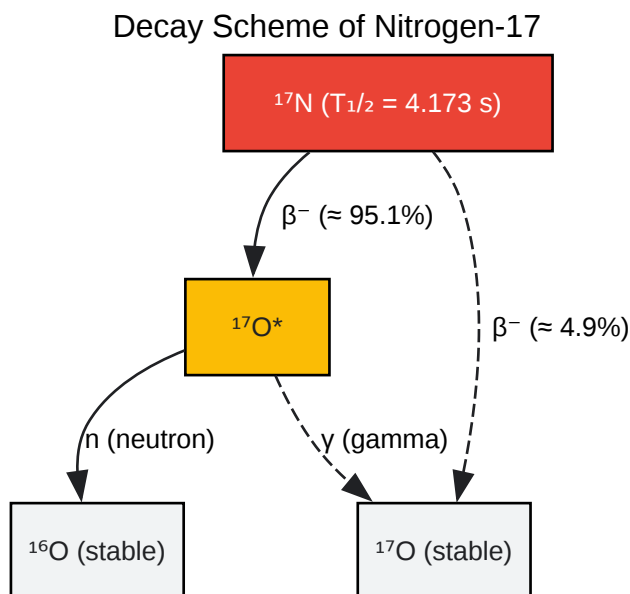 Decay Scheme of Nitrogen-17
¹⁷N (T₁/₂ = 4.173 s)
β⁻ (≈ 95.1%)
¹⁷O*
β⁻ (≈ 4.9%)
n (neutron)
γ (gamma)
¹⁶O (stable)
¹⁷O (stable)